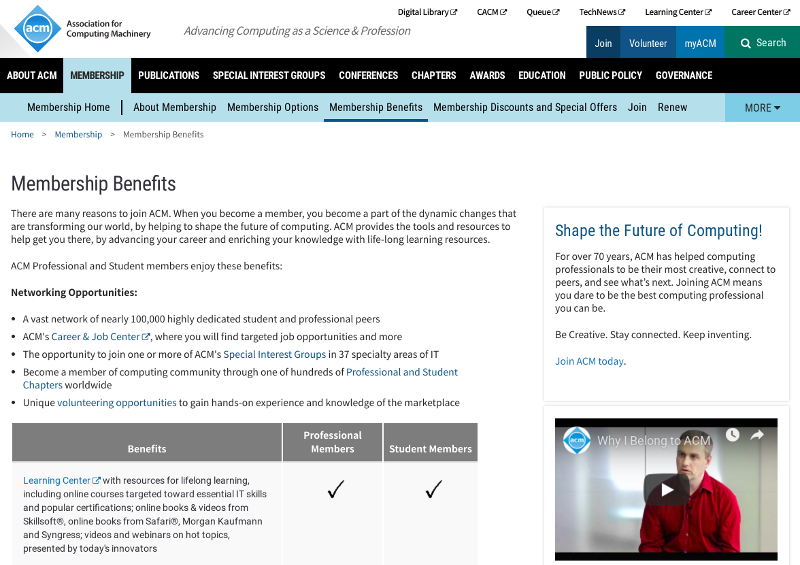 Digital Library
CACM
Queue
TechNews
Learning Center
Career Center
acm
Association for
Computing Machinery
Advancing Computing as a Science & Profession
Join
Volunteer
myACM
Search
ABOUT ACM
MEMBERSHIP
PUBLICATIONS
SPECIAL INTEREST GROUPS
CONFERENCES
CHAPTERS
AWARDS
EDUCATION
PUBLIC POLICY
GOVERNANCE
Membership Home
About Membership
Membership Options
Membership Benefits
Membership Discounts and Special Offers
Join
Renew
MORE
Home > Membership > Membership Benefits
Membership Benefits
There are many reasons to join ACM. When you become a member, you become a part of the dynamic changes that
are transforming our world, by helping to shape the future of computing. ACM provides the tools and resources to
help get you there, by advancing your career and enriching your knowledge with life-long learning resources.
ACM Professional and Student members enjoy these benefits:
Networking Opportunities:
• A vast network of nearly 100,000 highly dedicated student and professional peers
• ACM's Career & Job Center, where you will find targeted job opportunities and more
• The opportunity to join one or more of ACM's Special Interest Groups in 37 specialty areas of IT
• Become a member of computing community through one of hundreds of Professional and Student
Chapters worldwide
• Unique volunteering opportunities to gain hands-on experience and knowledge of the marketplace
Benefits
Professional
Members
Student Members
Learning Center with resources for lifelong learning,
including online courses targeted toward essential IT skills
and popular certifications; online books & videos from
Skillsoft®, online books from Safari®, Morgan Kaufmann
and Syngress; videos and webinars on hot topics,
presented by today's innovators
✓
✓
Shape the Future of Computing!
For over 70 years, ACM has helped computing
professionals to be their most creative, connect to
peers, and see what's next. Joining ACM means
you dare to be the best computing professional
you can be.
Be Creative. Stay connected. Keep inventing.
Join ACM today.
acm
Why I Belong to ACM